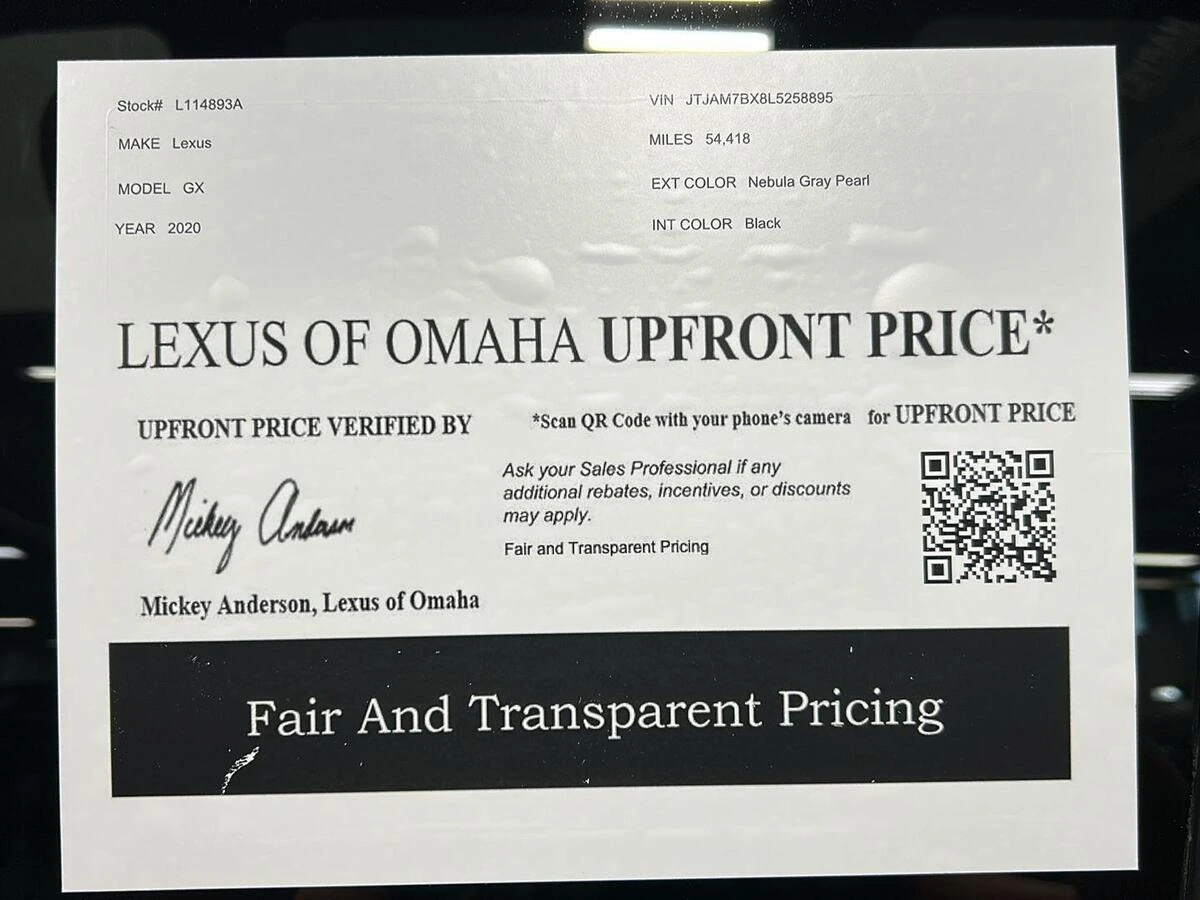 Stock# L114893A
MAKE Lexus
MODEL GX
YEAR 2020
VIN JTJAM7BX8L5258895
MILES 54,418
EXT COLOR Nebula Gray Pearl
INT COLOR Black
LEXUS OF OMAHA UPFRONT PRICE*
UPFRONT PRICE VERIFIED BY
Mickey Anderson
Mickey Anderson, Lexus of Omaha
*Scan QR Code with your phone's camera for UPFRONT PRICE
Ask your Sales Professional if any
additional rebates, incentives, or discounts
may apply.
Fair and Transparent Pricing
Fair And Transparent Pricing